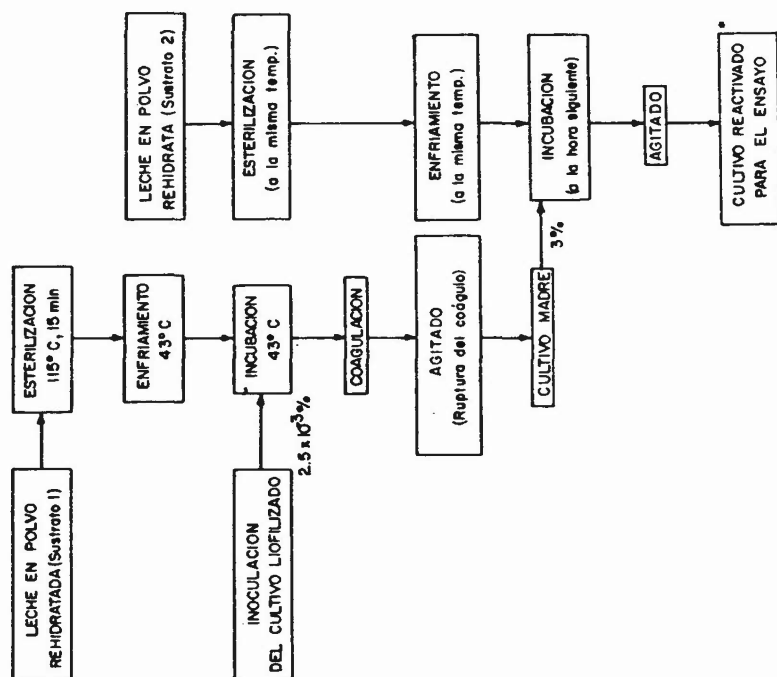 LECHE EN POLVO
REHIDRATADA (Sustrato 1)
ESTERILIZACION
115° C, 15 min
ENFRIAMIENTO
43° C
INOCULACION
DEL CULTIVO LIOFILIZADO
2.5 x 10³%
INCUBACION
43° C
COAGULACION
AGITADO
(Ruptura del coágulo)
CULTIVO MADRE
3%
LECHE EN POLVO
REHIDRATA (Sustrato 2)
ESTERILIZACION
(a la misma temp.)
ENFRIAMIENTO
(a la misma temp.)
INCUBACION
(a la hora siguiente)
AGITADO
CULTIVO REACTIVADO *
PARA EL ENSAYO